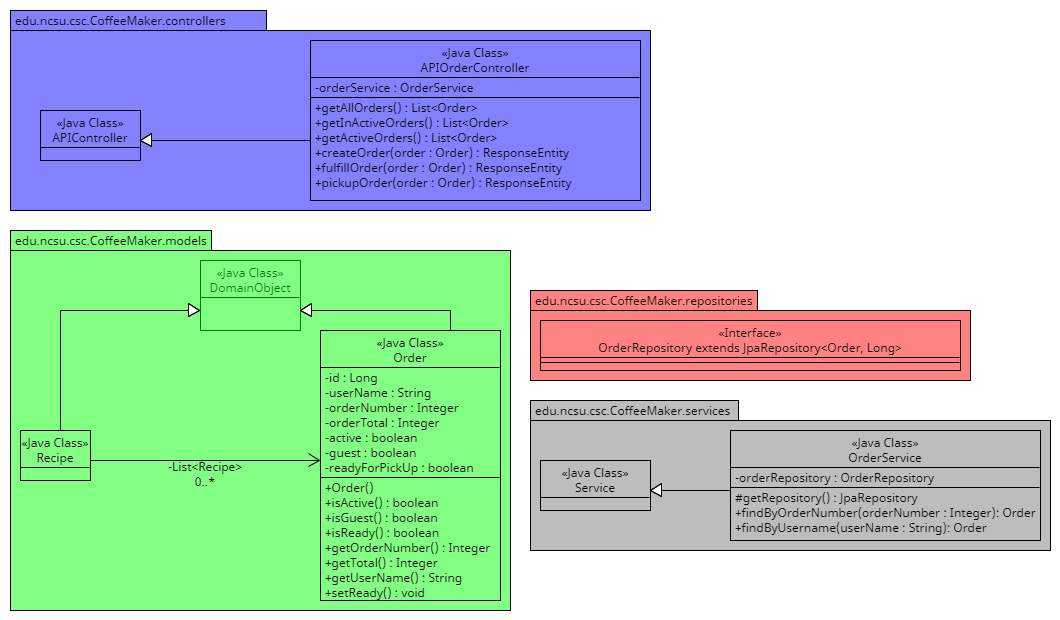 edu.ncsu.csc.CoffeeMaker.controllers
«Java Class»
APIController
«Java Class»
APIOrderController
-orderService : OrderService
+getAllOrders() : List<Order>
+getInActiveOrders() : List<Order>
+getActiveOrders() : List<Order>
+createOrder(order : Order) : ResponseEntity
+fulfillOrder(order : Order) : ResponseEntity
+pickupOrder(order : Order) : ResponseEntity
edu.ncsu.csc.CoffeeMaker.models
«Java Class»
DomainObject
«Java Class»
Recipe
-List<Recipe>
0..*
«Java Class»
Order
-id : Long
-userName : String
-orderNumber : Integer
-orderTotal : Integer
-active : boolean
-guest : boolean
-readyForPickUp : boolean
+Order()
+isActive() : boolean
+isGuest() : boolean
+isReady() : boolean
+getOrderNumber() : Integer
+getTotal() : Integer
+getUserName() : String
+setReady() : void
edu.ncsu.csc.CoffeeMaker.repositories
«Interface»
OrderRepository extends JpaRepository<Order, Long>
edu.ncsu.csc.CoffeeMaker.services
«Java Class»
Service
«Java Class»
OrderService
-orderRepository : OrderRepository
#getRepository() : JpaRepository
+findByOrderNumber(orderNumber : Integer): Order
+findByUsername(userName : String): Order